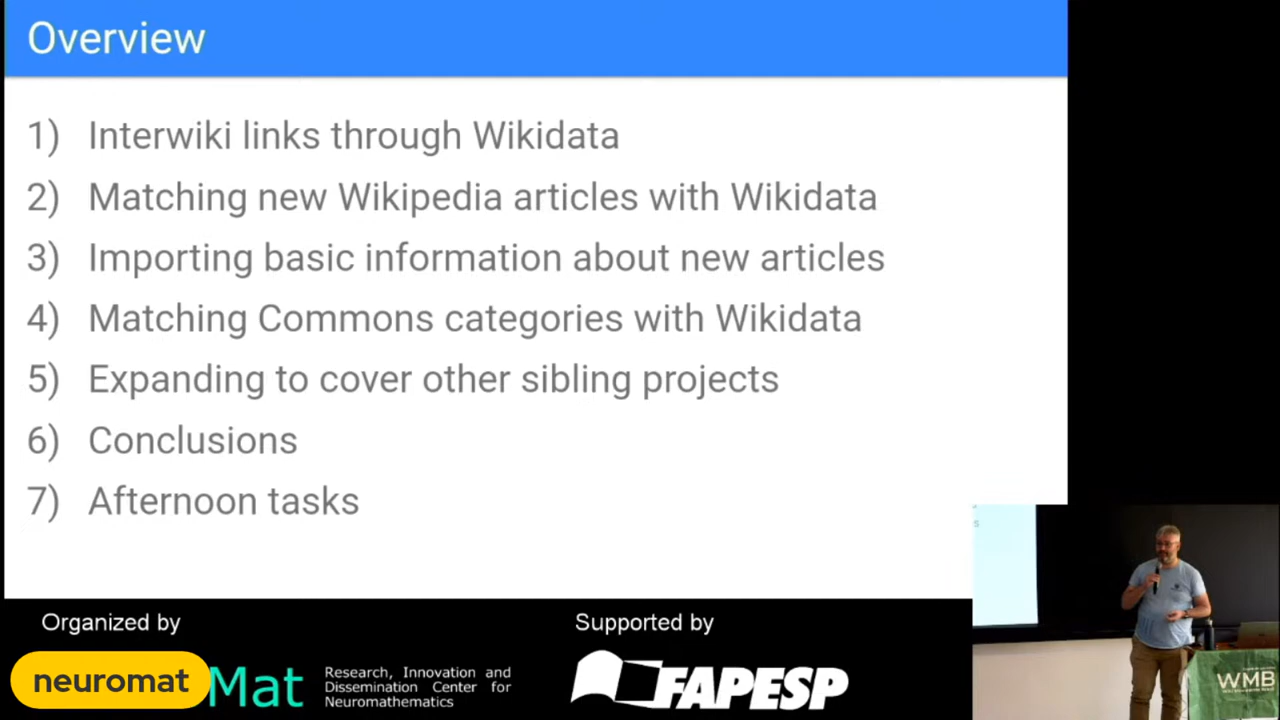 Overview
1) Interwiki links through Wikidata
2) Matching new Wikipedia articles with Wikidata
3) Importing basic information about new articles
4) Matching Commons categories with Wikidata
5) Expanding to cover other sibling projects
6) Conclusions
7) Afternoon tasks
Organized by
Supported by
neuromat
Mat
Research, Innovation and
Dissemination Center for
Neuromathematics
FAPESP
WMB